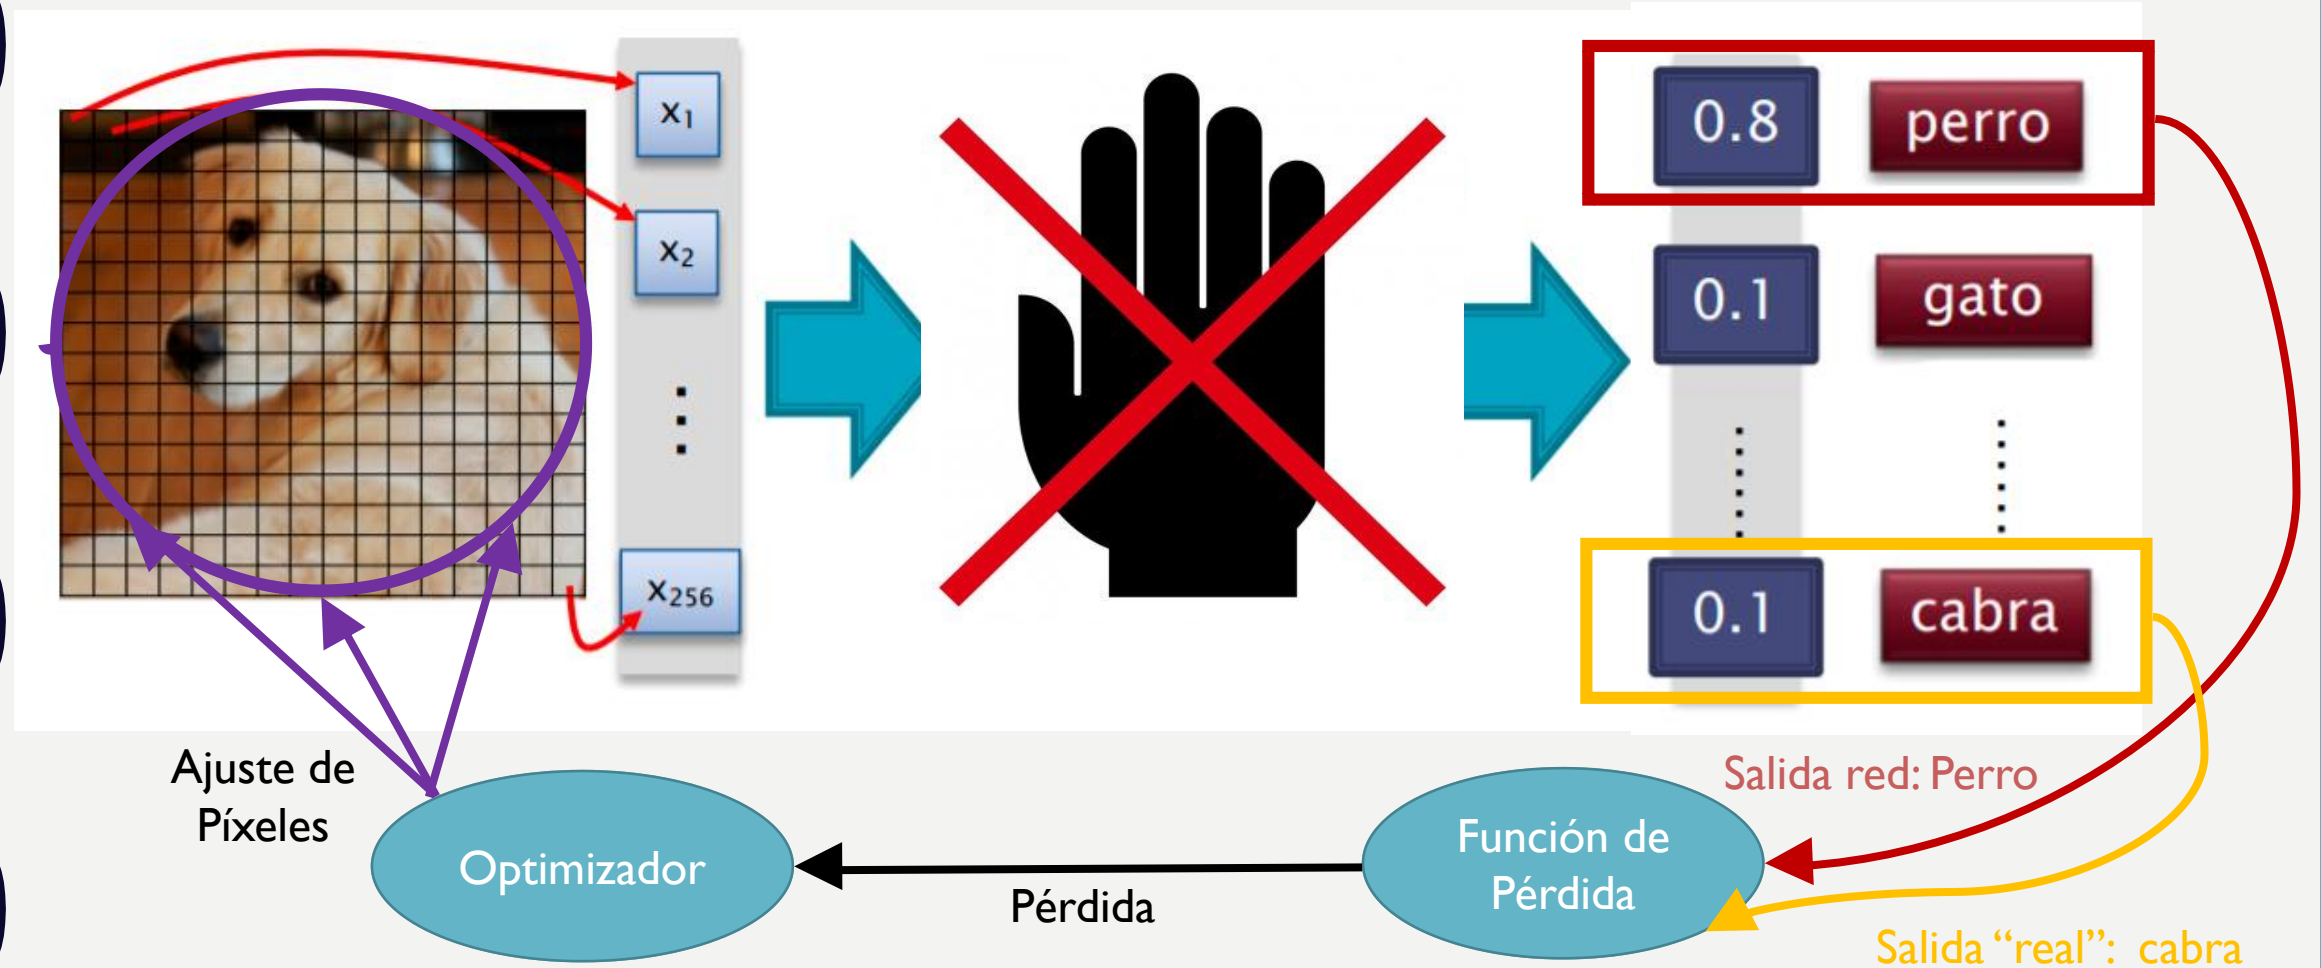 x₁
x₂
x₂₅₆
0.8 perro
0.1 gato
0.1 cabra
Ajuste de
Píxeles
Optimizador
Pérdida
Función de
Pérdida
Salida red: Perro
Salida “real”: cabra